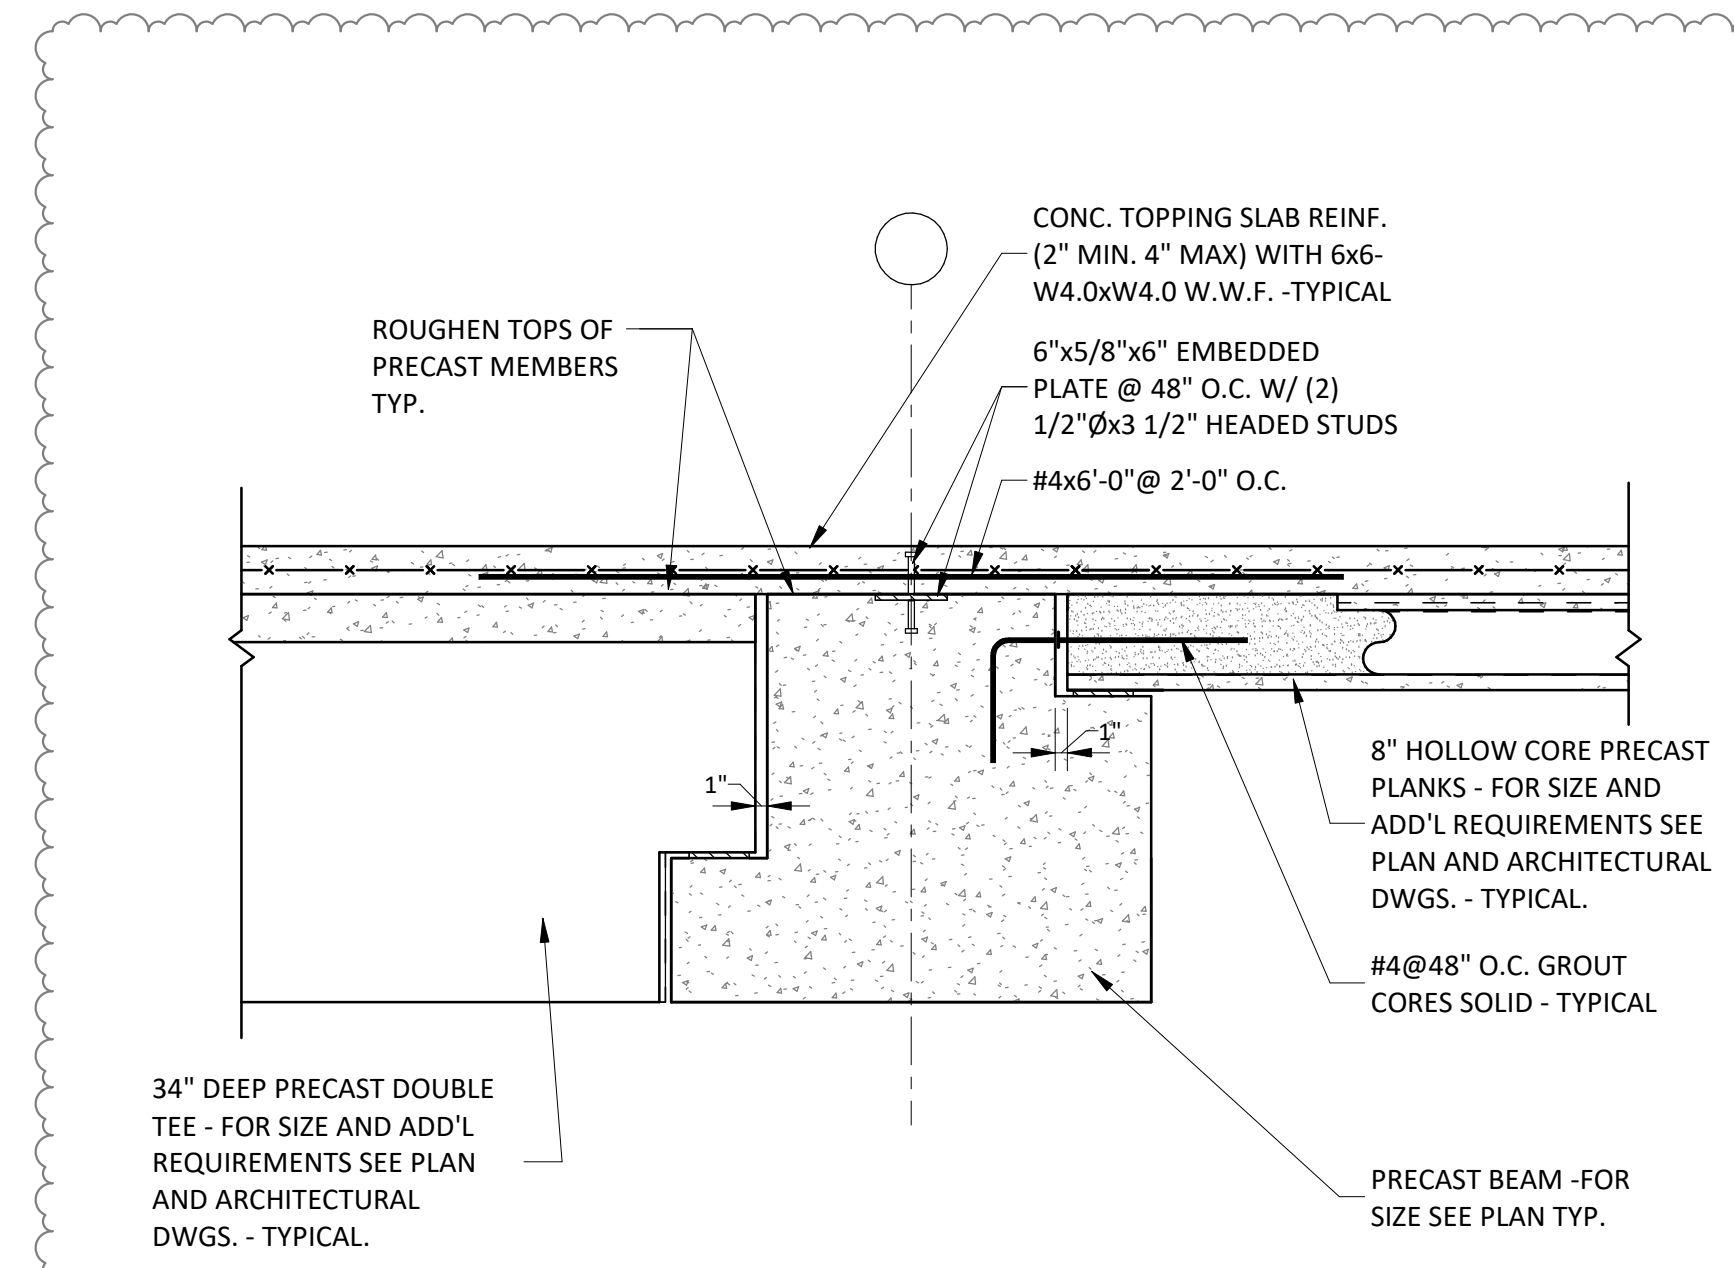 CONC. TOPPING SLAB REINF.
(2" MIN. 4" MAX) WITH 6x6-
W4.0xW4.0 W.W.F. -TYPICAL
ROUGHEN TOPS OF
PRECAST MEMBERS
TYP.
6"x5/8"x6" EMBEDDED
PLATE @ 48" O.C. W/ (2)
1/2"Øx3 1/2" HEADED STUDS
#4x6'-0"@ 2'-0" O.C.
1"
1"
8" HOLLOW CORE PRECAST
PLANKS - FOR SIZE AND
ADD'L REQUIREMENTS SEE
PLAN AND ARCHITECTURAL
DWGS. - TYPICAL.
#4@48" O.C. GROUT
CORES SOLID - TYPICAL
34" DEEP PRECAST DOUBLE
TEE - FOR SIZE AND ADD'L
REQUIREMENTS SEE PLAN
AND ARCHITECTURAL
DWGS. - TYPICAL.
PRECAST BEAM -FOR
SIZE SEE PLAN TYP.